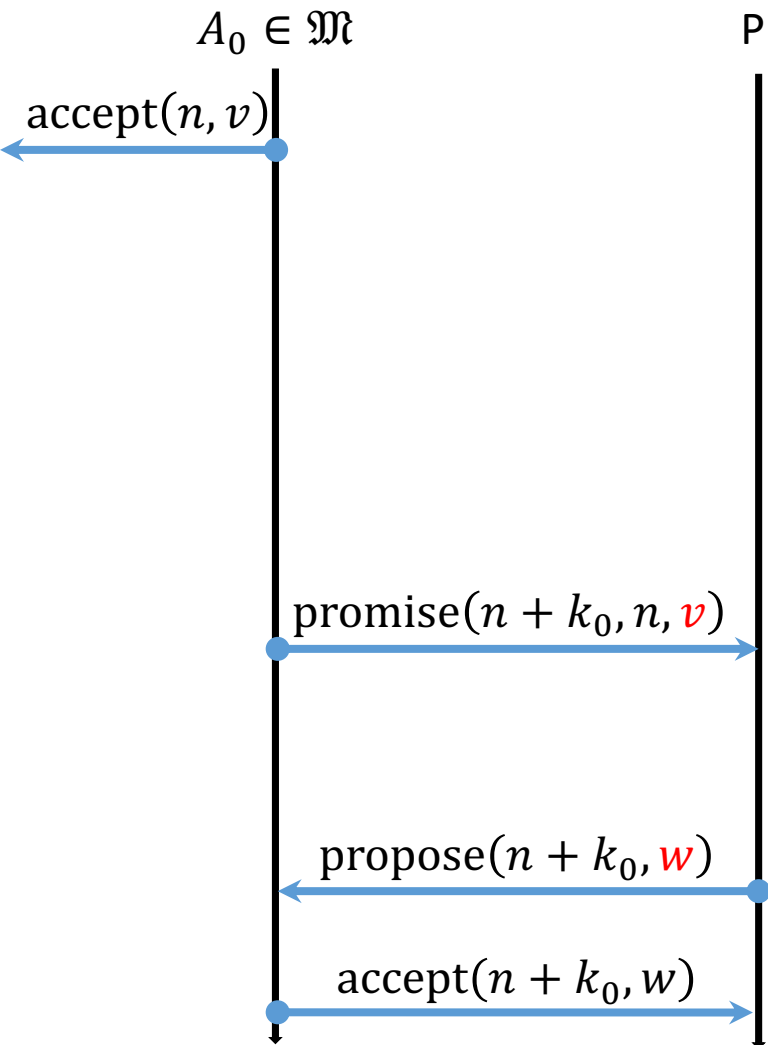 A₀ ∈ 𝔐
P
accept(n, v)
promise(n + k₀, n, v)
propose(n + k₀, w)
accept(n + k₀, w)